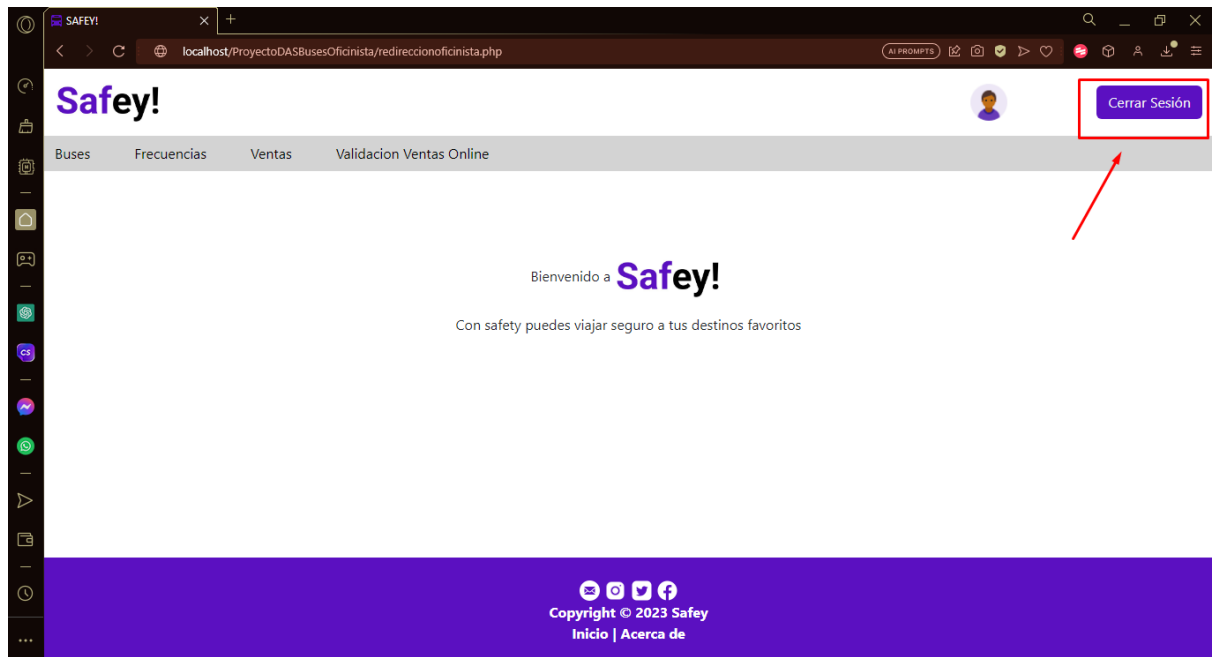 SAFEY!
localhost/ProyectoDASBusesOficinista/redireccionoficinista.php
AI PROMPTS
Safey!
Cerrar Sesión
Buses Frecuencias Ventas Validacion Ventas Online
Bienvenido a Safey!
Con safety puedes viajar seguro a tus destinos favoritos
CS
Copyright © 2023 Safey
Inicio | Acerca de